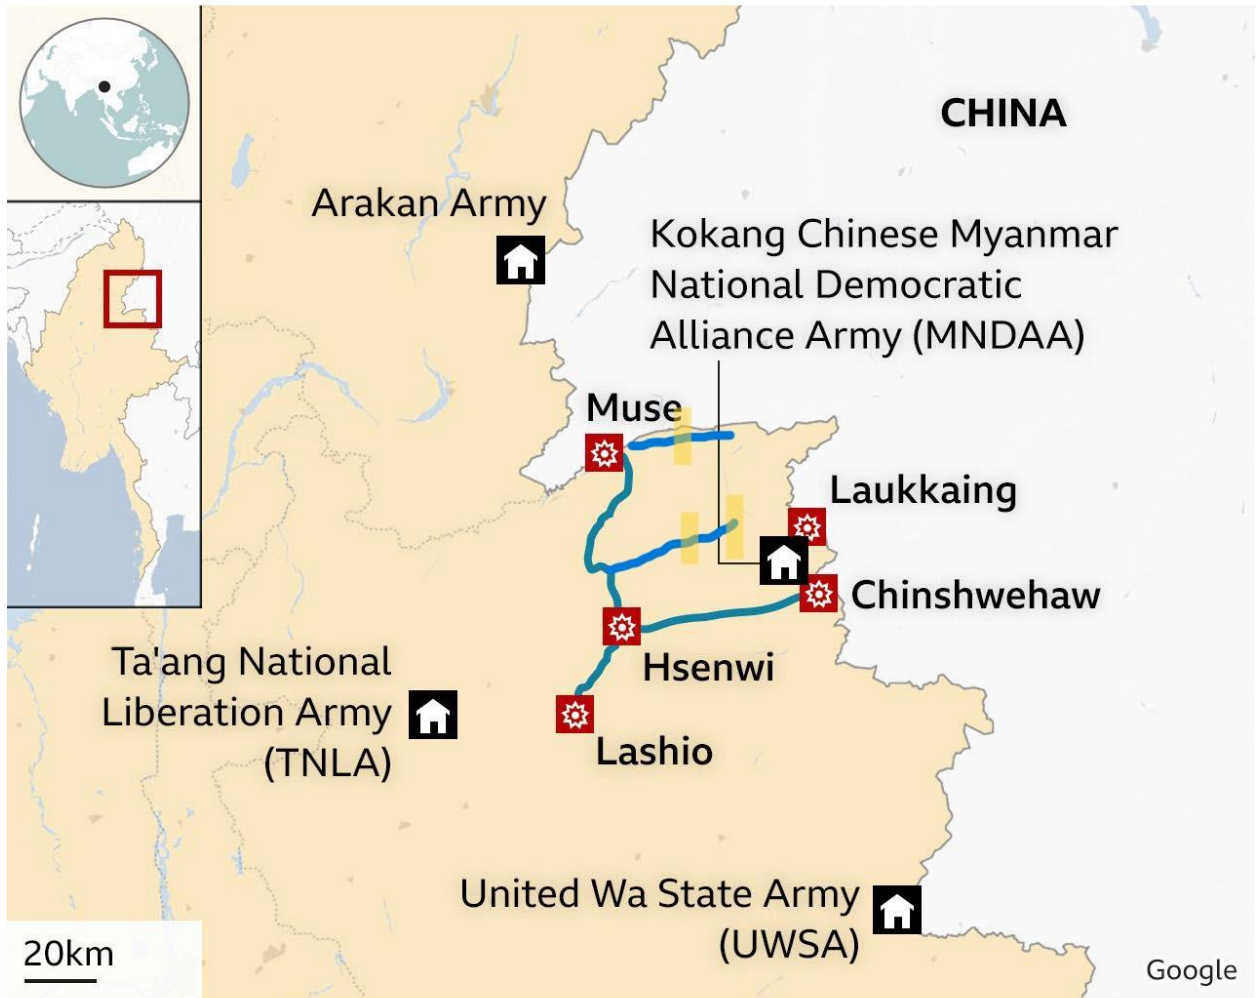 CHINA
Arakan Army
Kokang Chinese Myanmar
National Democratic
Alliance Army (MNDAA)
Muse
Laukkaing
Chinshwehaw
Hsenwi
Ta'ang National
Liberation Army
(TNLA)
Lashio
United Wa State Army
(UWSA)
20km
Google